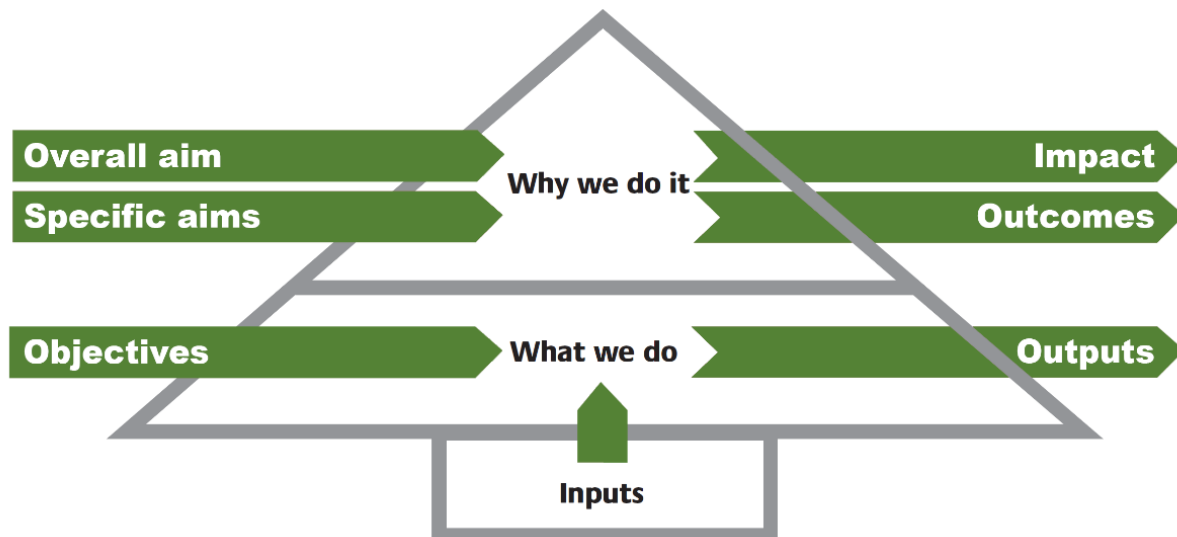 Overall aim
Impact
Why we do it
Specific aims
Outcomes
Objectives
What we do
Outputs
Inputs